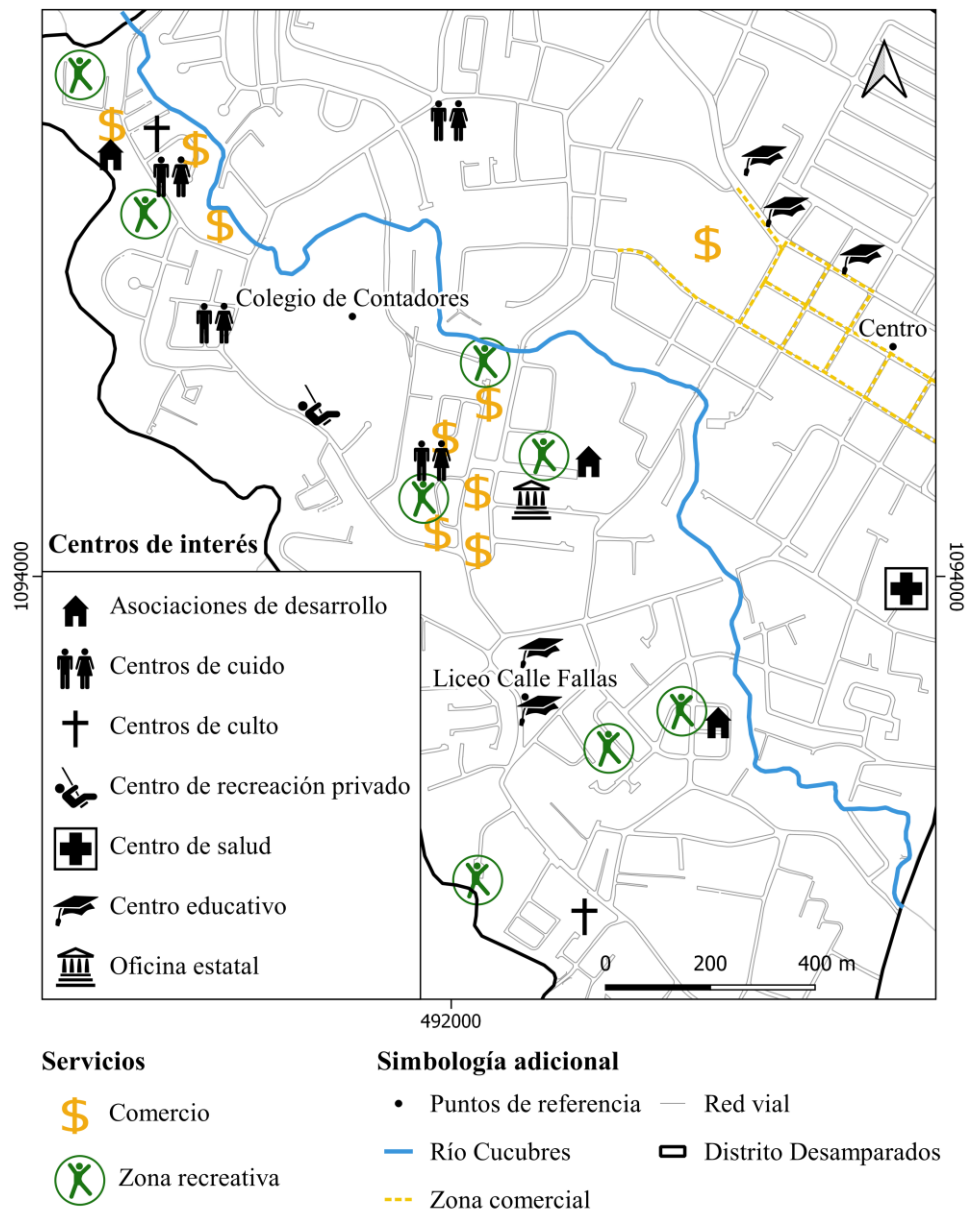 $
$
$
Colegio de Contadores
$
Centro
$
$
$
$
$
Centros de interés
1094000
1094000
Asociaciones de desarrollo
Centros de cuido
Centros de culto
Centro de recreación privado
Centro de salud
Centro educativo
Oficina estatal
Liceo Calle Fallas
0 200 400 m
492000
Servicios
$ Comercio
Zona recreativa
Simbología adicional
Puntos de referencia
Río Cucubres
Zona comercial
Red vial
Distrito Desamparados